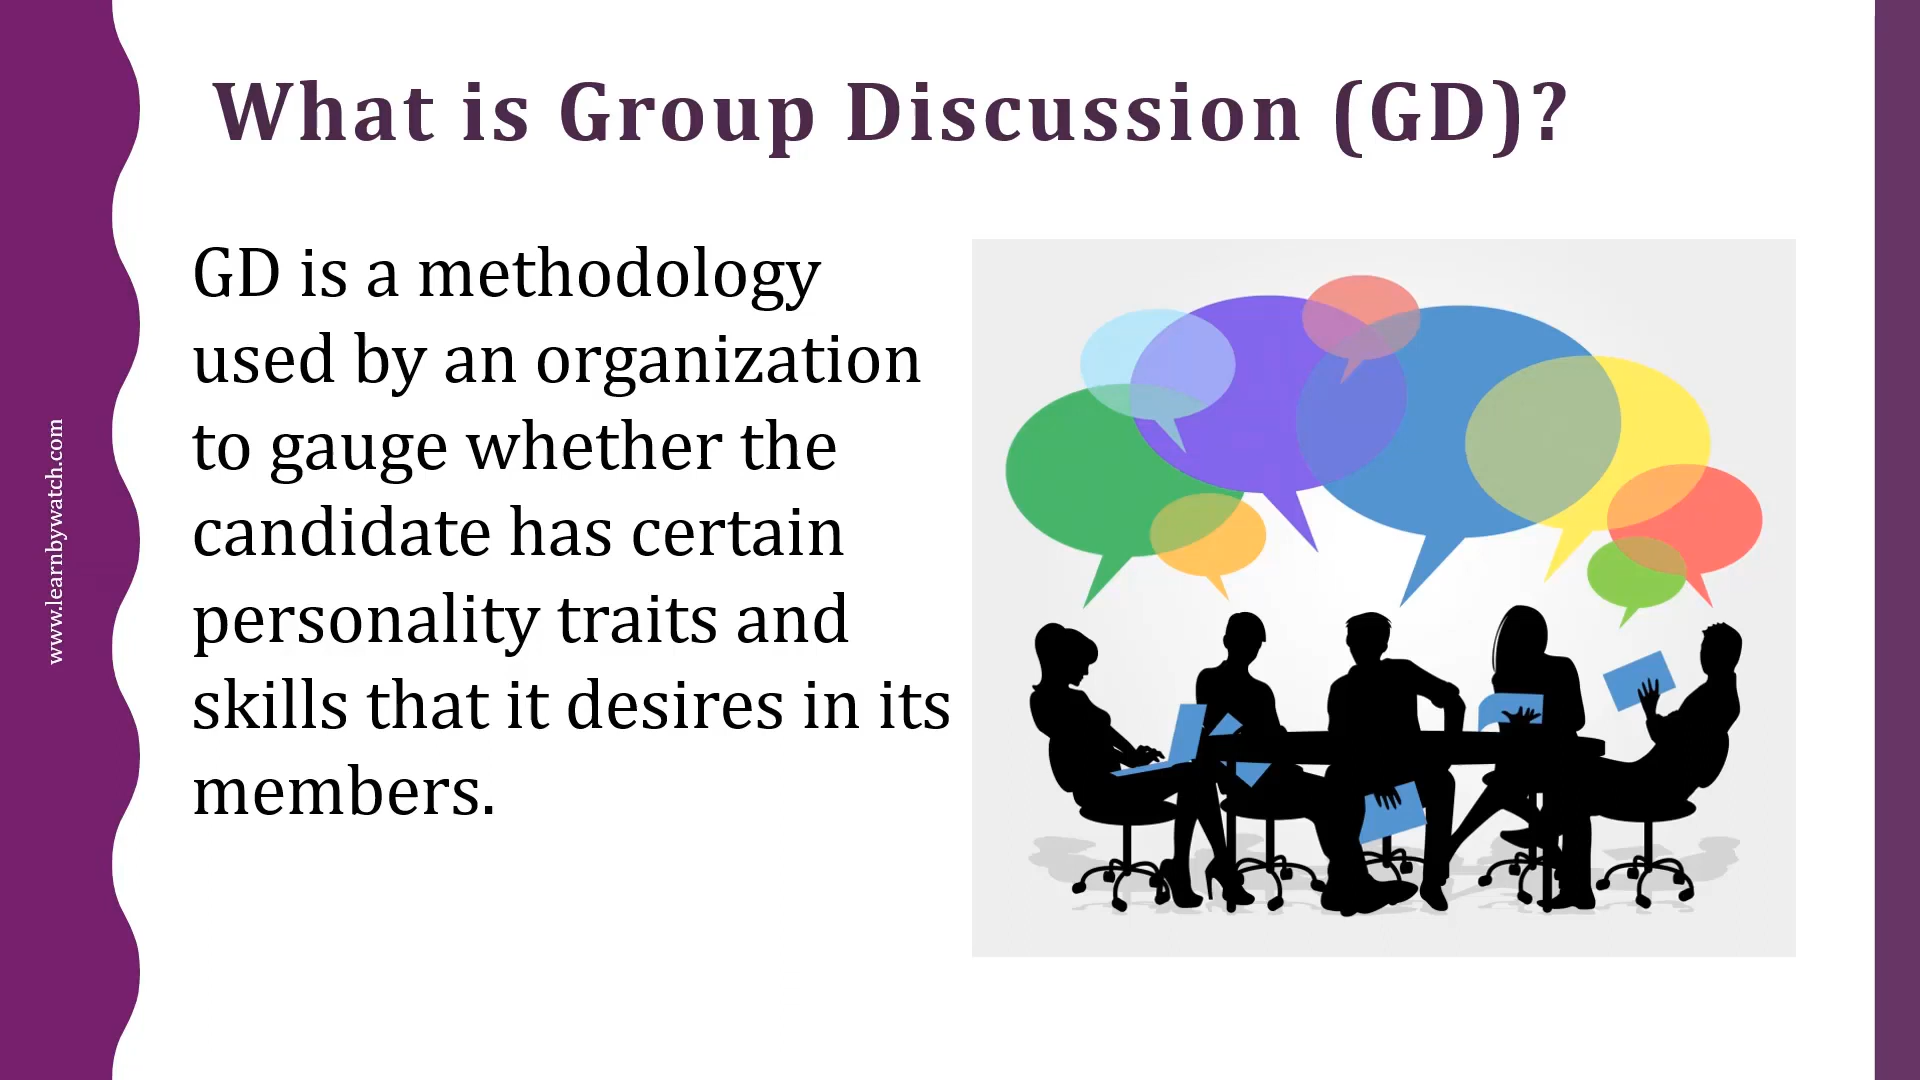 What is Group Discussion (GD)?
GD is a methodology
used by an organization
to gauge whether the
candidate has certain
personality traits and
skills that it desires in its
members.
www.learnbywatch.com